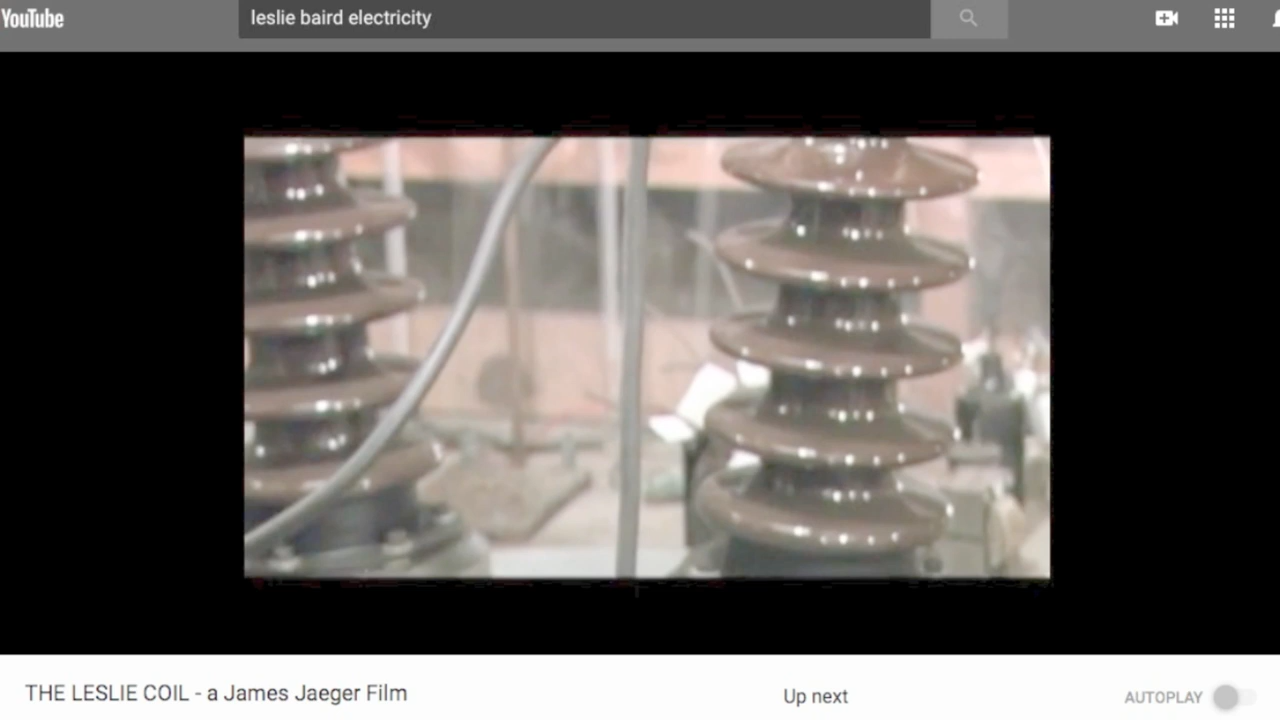 YouTube
leslie baird electricity
THE LESLIE COIL - a James Jaeger Film
Up next
AUTOPLAY